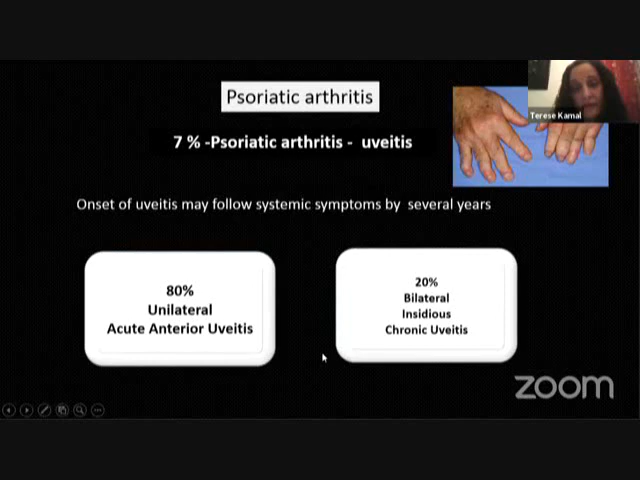 Psoriatic arthritis
Terese Kamal
7 % -Psoriatic arthritis - uveitis
Onset of uveitis may follow systemic symptoms by several years
80%
Unilateral
Acute Anterior Uveitis
20%
Bilateral
Insidious
Chronic Uveitis
zoom